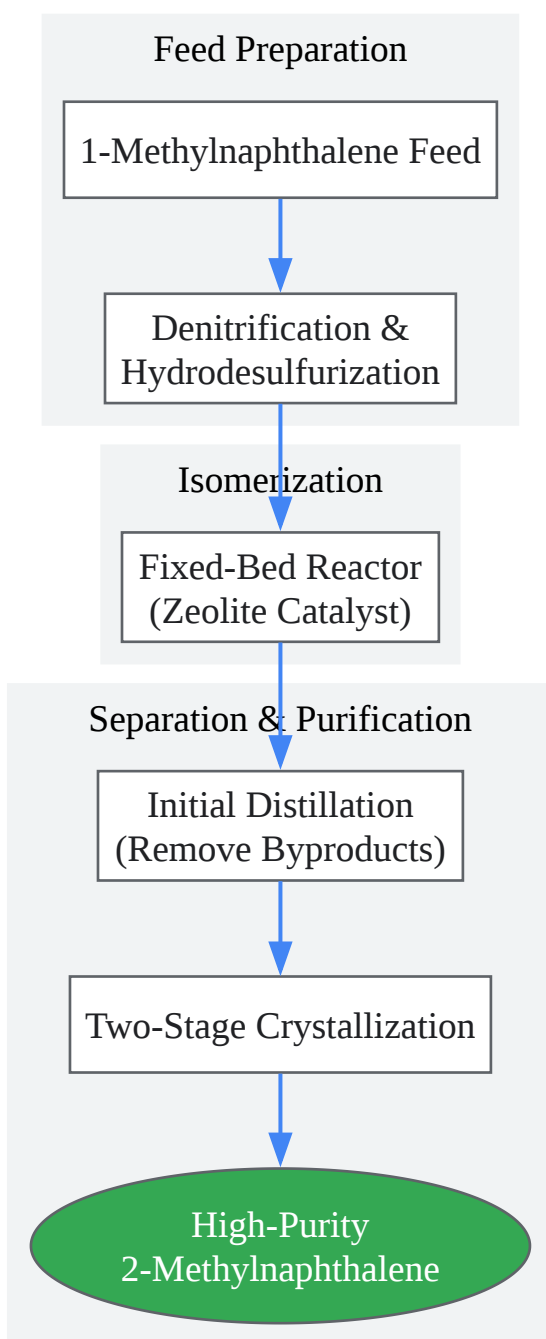 Feed Preparation
1-Methylnaphthalene Feed
Denitrification &
Hydrodesulfurization
Isomerization
Fixed-Bed Reactor
(Zeolite Catalyst)
Separation & Purification
Initial Distillation
(Remove Byproducts)
Two-Stage Crystallization
High-Purity
2-Methylnaphthalene